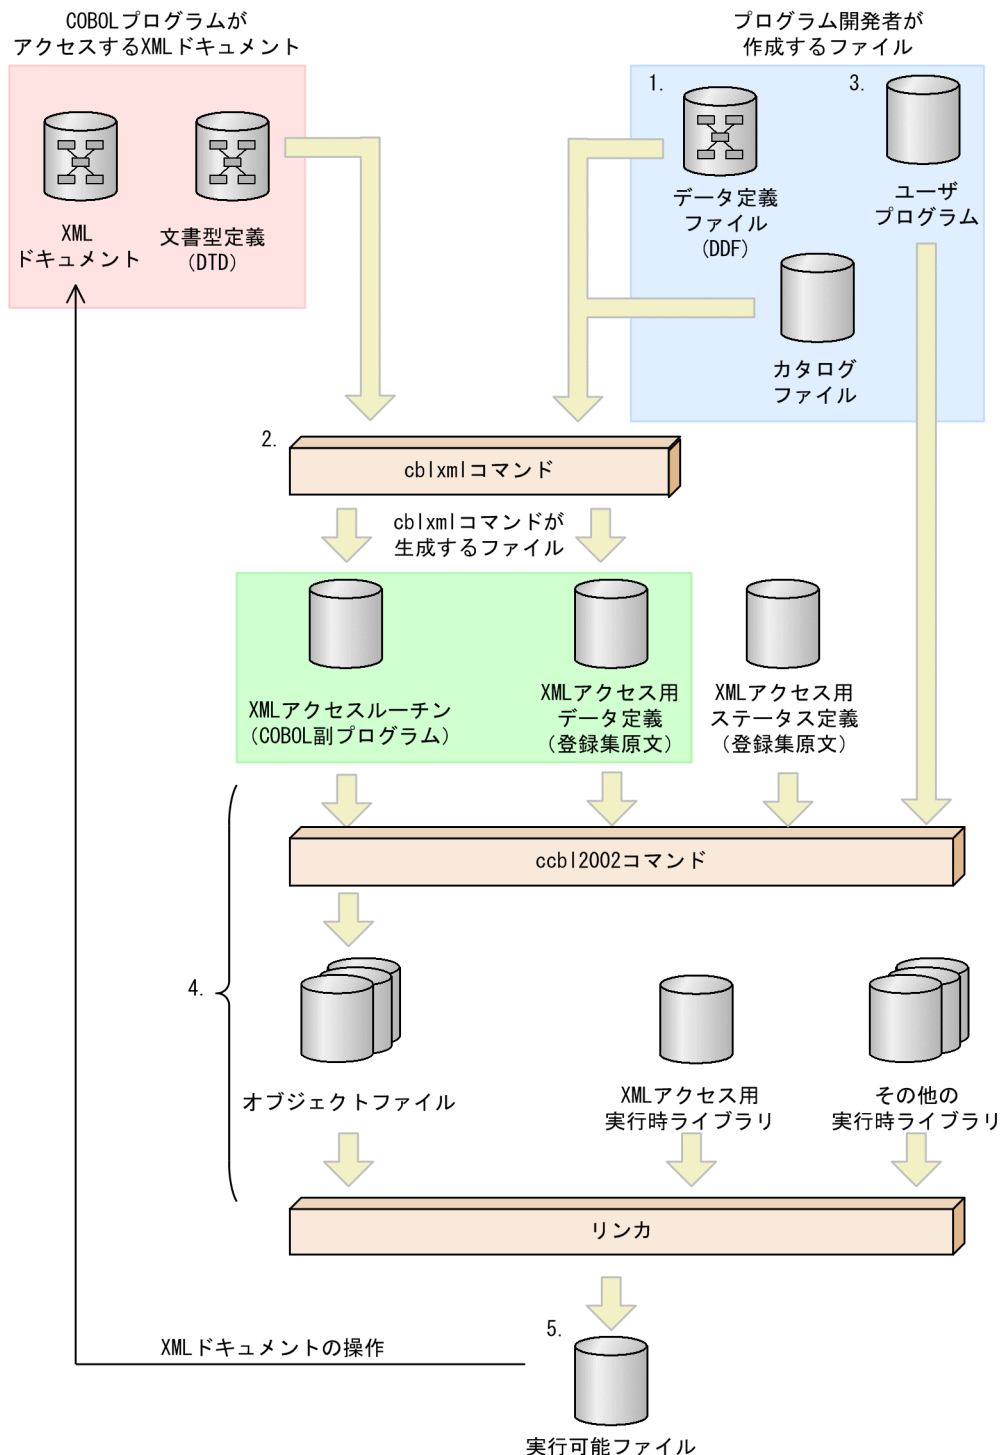 COBOLプログラムが
アクセスするXMLドキュメント
プログラム開発者が
作成するファイル
1.
3.
XML
ドキュメント
文書型定義
(DTD)
データ定義
ファイル
(DDF)
ユーザ
プログラム
カタログ
ファイル
2.
cblxmlコマンド
cblxmlコマンドが
生成するファイル
XMLアクセスルーチン
(COBOL副プログラム)
XMLアクセス用
データ定義
(登録集原文)
XMLアクセス用
ステータス定義
(登録集原文)
ccbl2002コマンド
4.
オブジェクトファイル
XMLアクセス用
実行時ライブラリ
その他の
実行時ライブラリ
リンカ
5.
XMLドキュメントの操作
実行可能ファイル